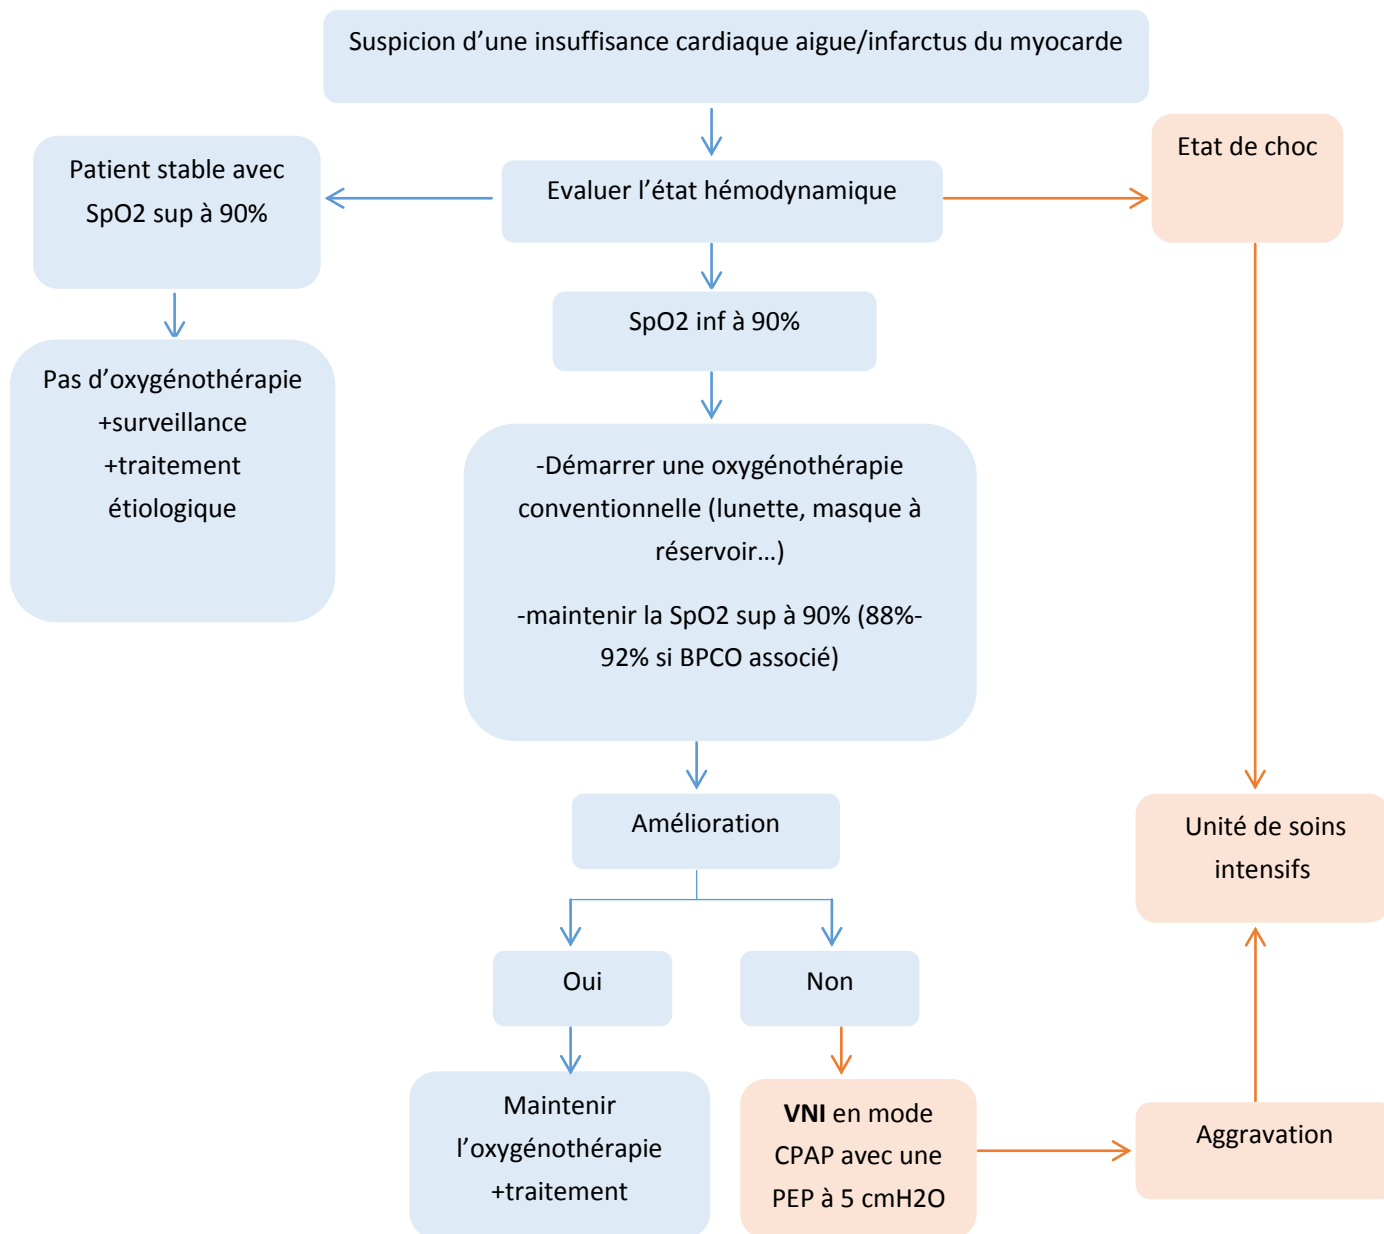 Suspicion d’une insuffisance cardiaque aigue/infarctus du myocarde
Patient stable avec
SpO2 sup à 90%
Evaluer l’état hémodynamique
Etat de choc
SpO2 inf à 90%
Pas d’oxygénothérapie
+surveillance
+traitement
étiologique
-Démarrer une oxygénothérapie
conventionnelle (lunette, masque à
réservoir…)
-maintenir la SpO2 sup à 90% (88%-
92% si BPCO associé)
Amélioration
Unité de soins
intensifs
Oui
Non
Maintenir
l’oxygénothérapie
+traitement
VNI en mode
CPAP avec une
PEP à 5 cmH2O
Aggravation